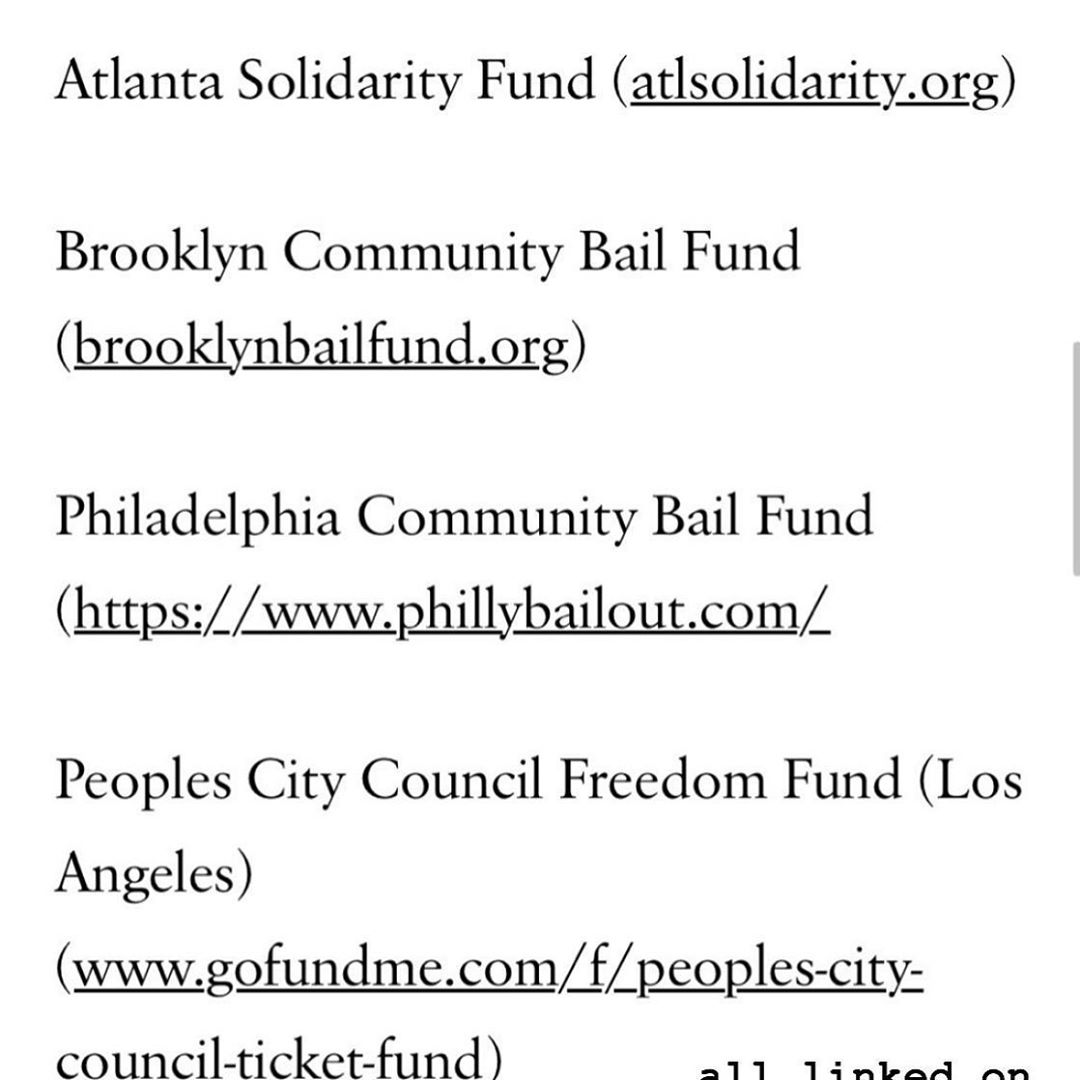 Atlanta Solidarity Fund (atlsolidarity.org)
Brooklyn Community Bail Fund
(brooklynbailfund.org)
Philadelphia Community Bail Fund
(https://www.phillybailout.com/
Peoples City Council Freedom Fund (Los
Angeles)
(www.gofundme.com/f/peoples-city-
council-ticket-fund)
all linked on